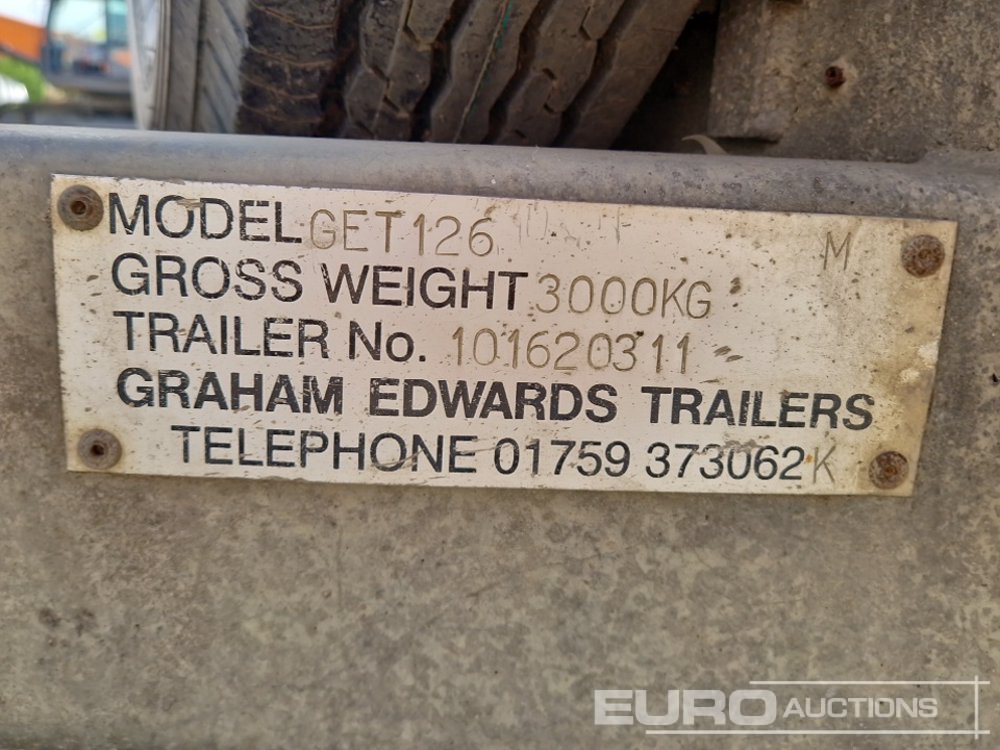 MODEL GET126 M
GROSS WEIGHT 3000KG
TRAILER No. 101620311
GRAHAM EDWARDS TRAILERS
TELEPHONE 01759 373062 K
EURO AUCTIONS